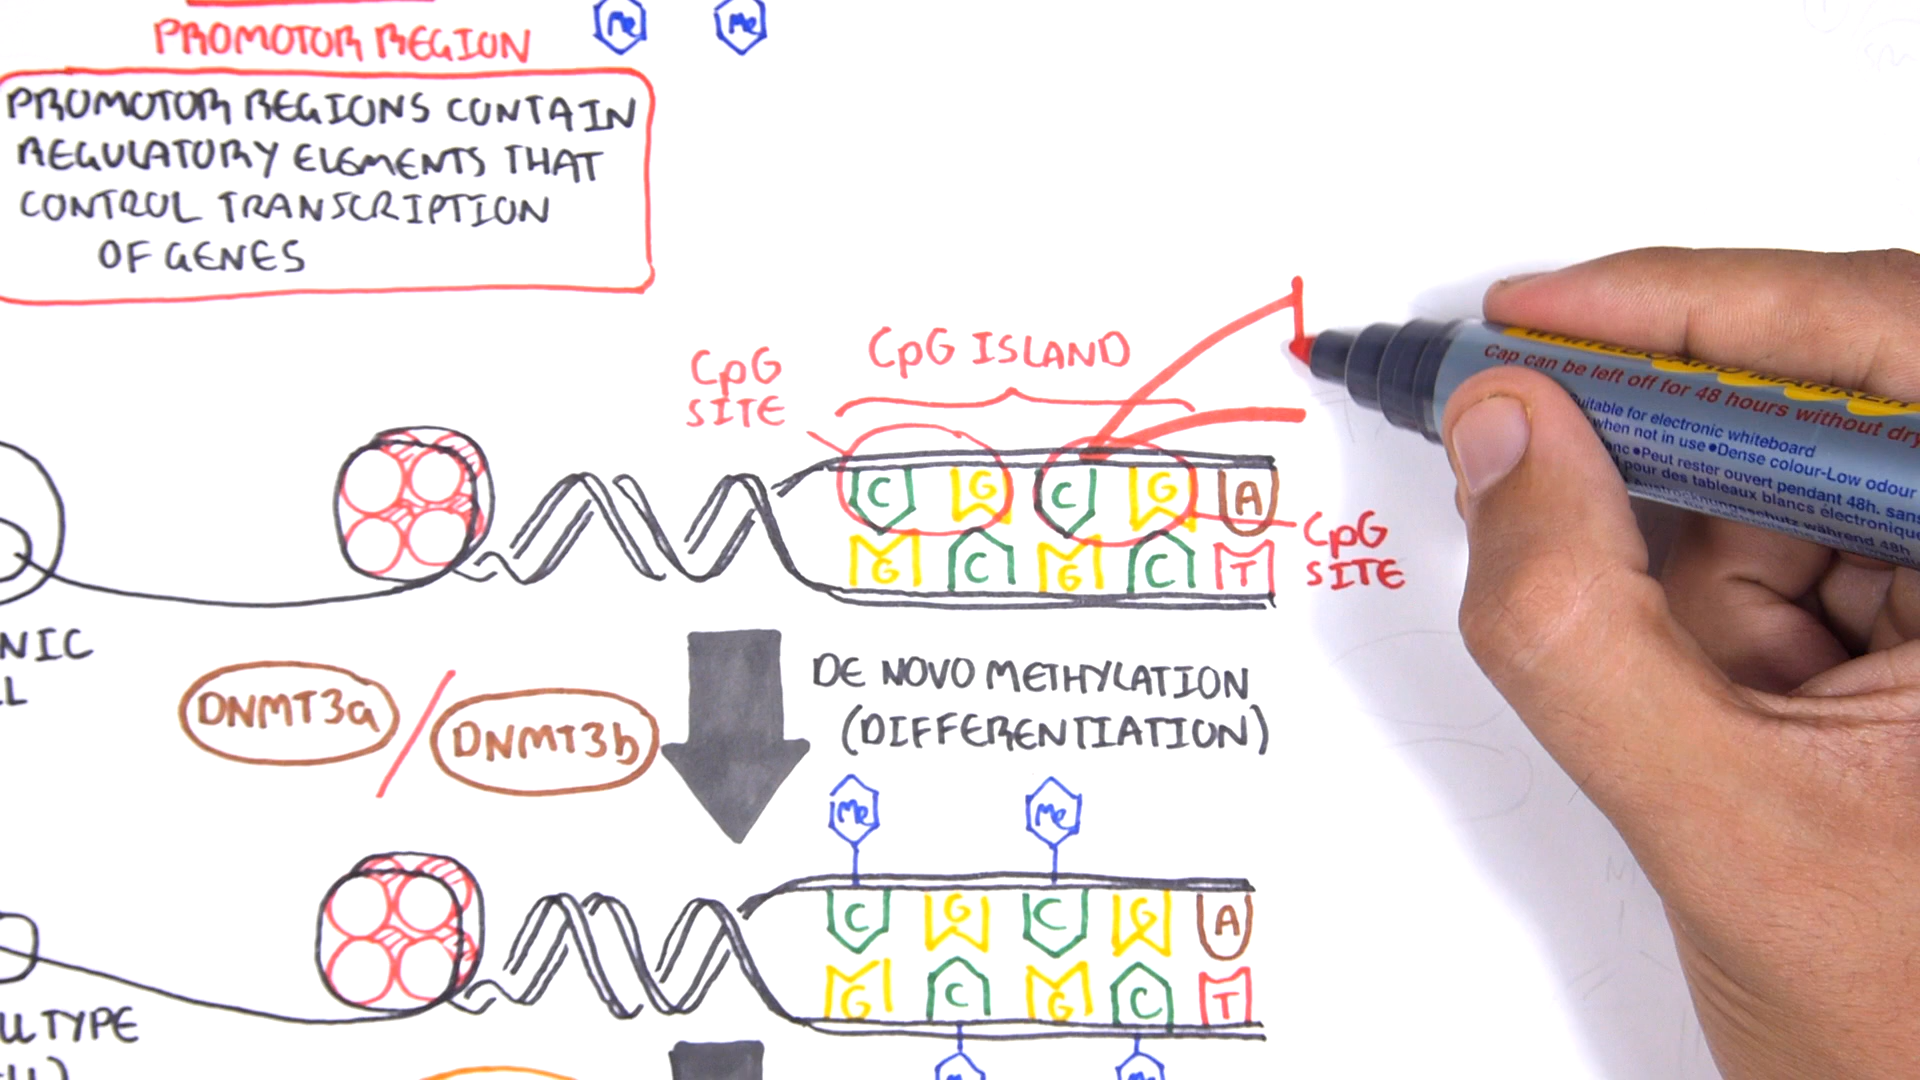 PROMOTOR REGION
Me
Me
PROMOTOR REGIONS CONTAIN
REGULATORY ELEMENTS THAT
CONTROL TRANSCRIPTION
OF GENES
CpG
SITE
CpG ISLAND
C G C G A
G C G C T
CpG
SITE
NIC
DNMT3a / DNMT3b
DE NOVO METHYLATION
(DIFFERENTIATION)
Me
Me
C G C G A
G C G C T
TYPE
Cap can be left off for 48 hours without dry
suitable for electronic whiteboard
when not in use •Dense colour-Low odour
•Peut rester ouvert pendant 48h. sans
pour des tableaux blancs électronique
während 48h